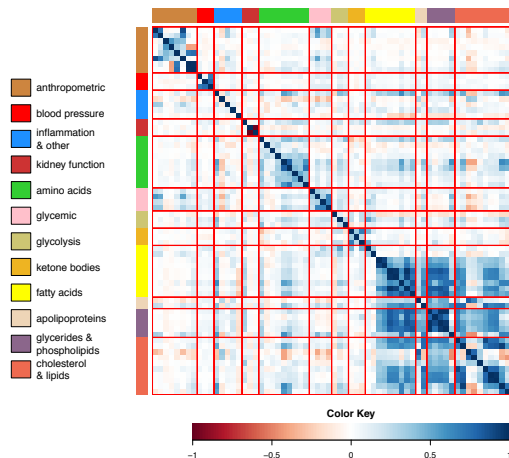 anthropometric
blood pressure
inflammation
& other
kidney function
amino acids
glycemic
glycolysis
ketone bodies
fatty acids
apolipoproteins
glycerides &
phospholipids
cholesterol
& lipids
Color Key
−1 −0.5 0 0.5 1